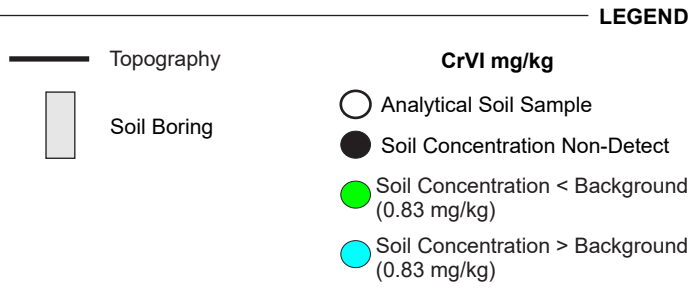 LEGEND
Topography
Soil Boring
CrVI mg/kg
Analytical Soil Sample
Soil Concentration Non-Detect
Soil Concentration < Background
(0.83 mg/kg)
Soil Concentration > Background
(0.83 mg/kg)